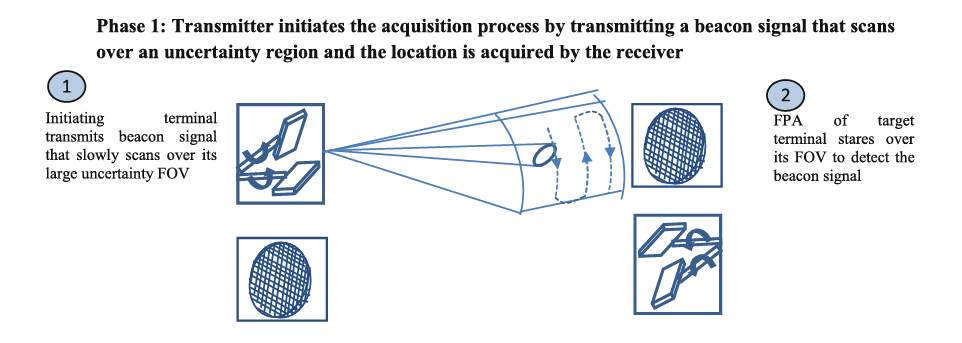 Phase 1: Transmitter initiates the acquisition process by transmitting a beacon signal that scans
over an uncertainty region and the location is acquired by the receiver
1
Initiating terminal
transmits beacon signal
that slowly scans over its
large uncertainty FOV
2
FPA of target
terminal stares over
its FOV to detect the
beacon signal